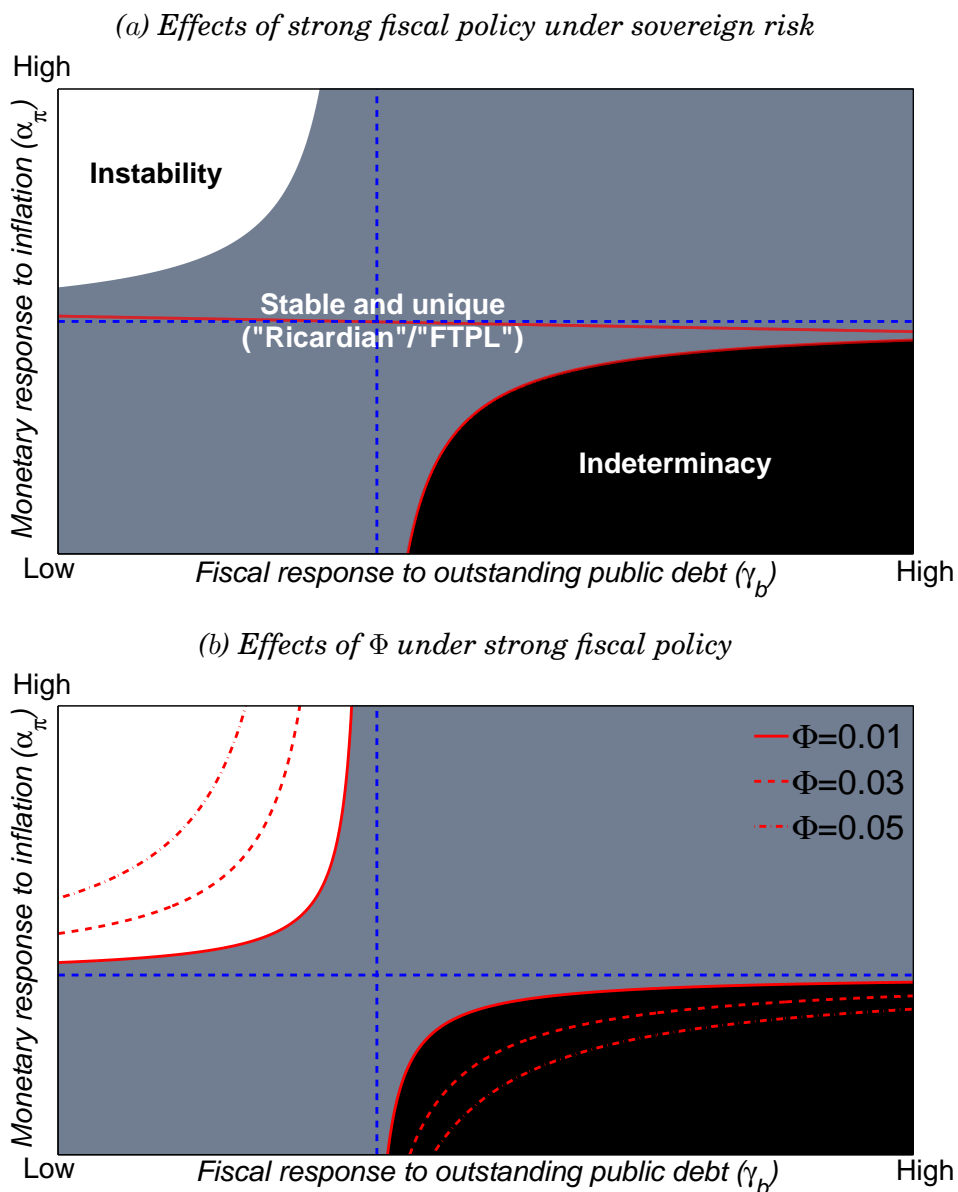 (a) Effects of strong fiscal policy under sovereign risk
High
Monetary response to inflation (α_π)
Instability
Stable and unique
("Ricardian"/"FTPL")
Indeterminacy
Low
Fiscal response to outstanding public debt (γ_b)
High
(b) Effects of Φ under strong fiscal policy
High
Monetary response to inflation (α_π)
Φ=0.01
Φ=0.03
Φ=0.05
Low
Fiscal response to outstanding public debt (γ_b)
High